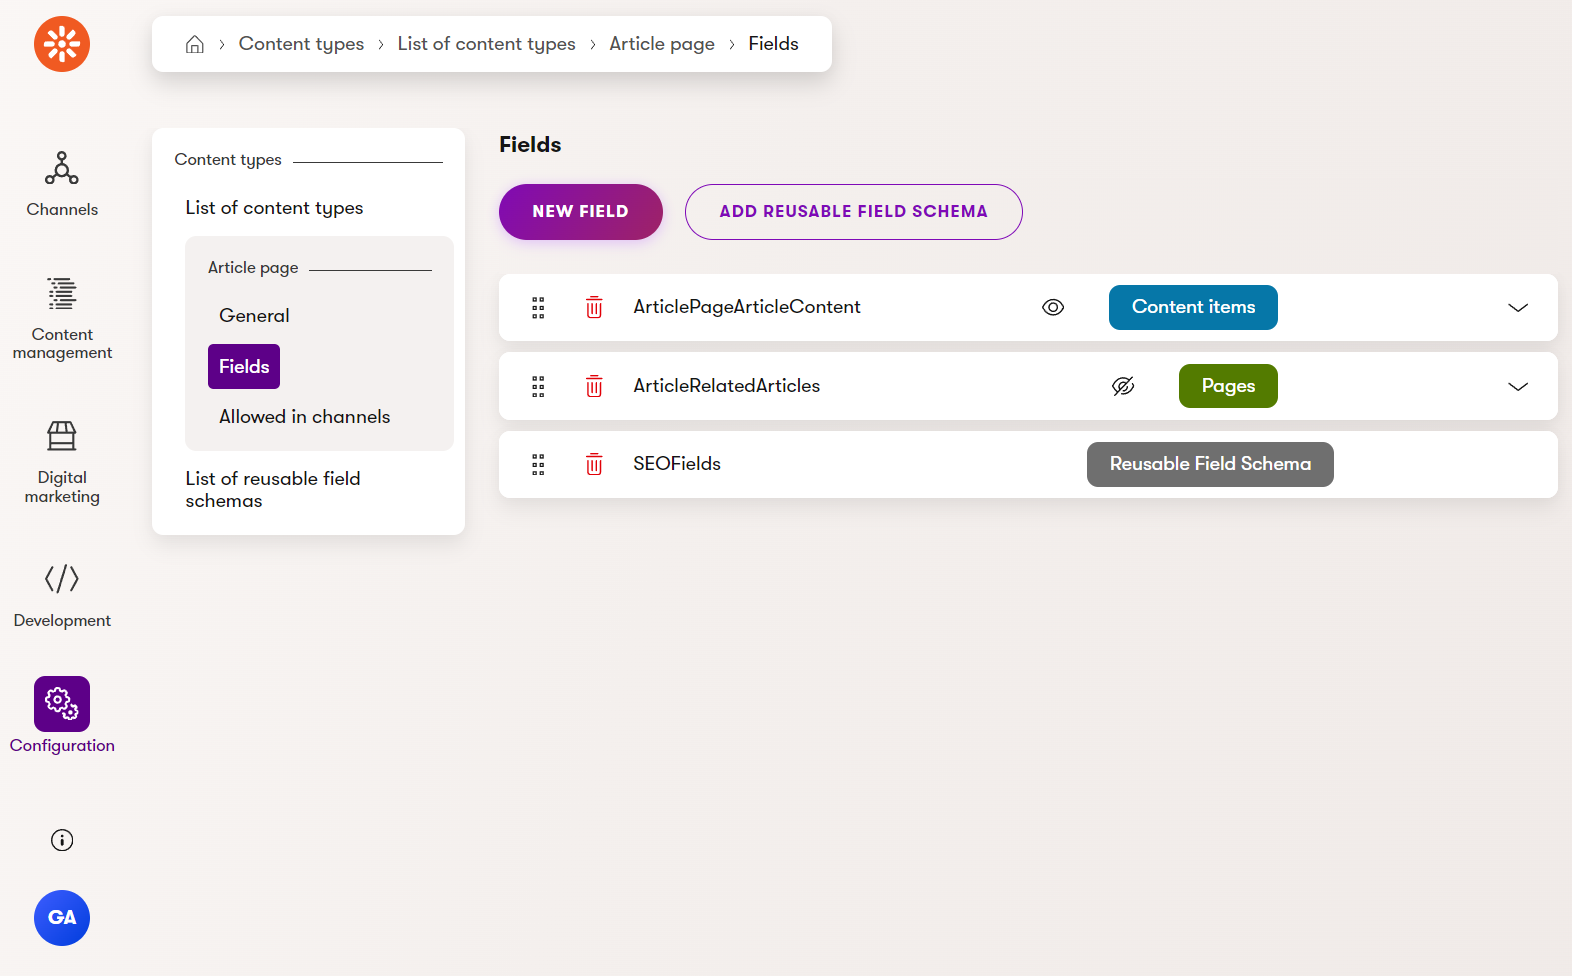 Content types
List of content types
Article page
Fields
Channels
Content
management
Digital
marketing
Development
Configuration
GA
Content types
List of content types
Article page
General
Fields
Allowed in channels
List of reusable field
schemas
Fields
NEW FIELD
ADD REUSABLE FIELD SCHEMA
ArticlePageArticleContent
Content items
ArticleRelatedArticles
Pages
SEOFields
Reusable Field Schema